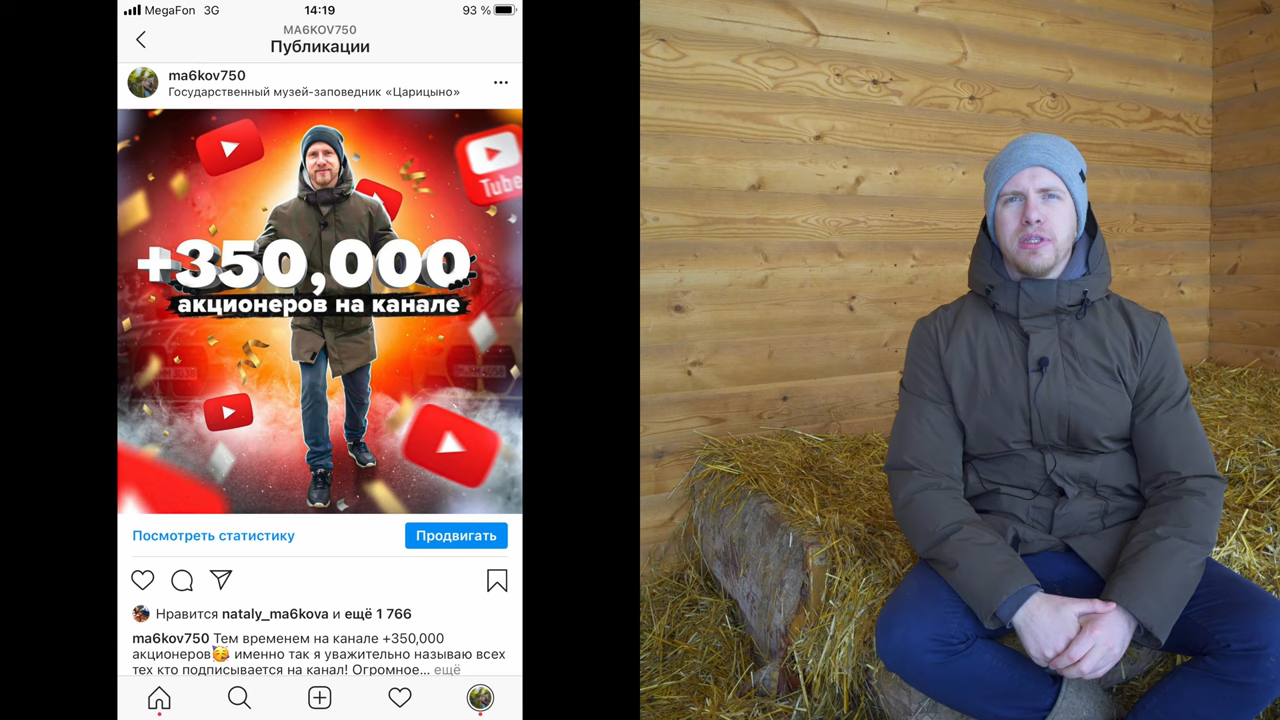 MegaFon 3G 14:19 93 %
MA6KOV750
Публикации
ma6kov750
Государственный музей-заповедник «Царицыно»
Tube
+350,000
акционеров на канале
Посмотреть статистику
Продвигать
Нравится nataly_ma6kova и ещё 1 766
ma6kov750 Тем временем на канале +350,000
акционеров🥳 именно так я уважительно называю всех
тех кто подписывается на канал! Огромное... ещё